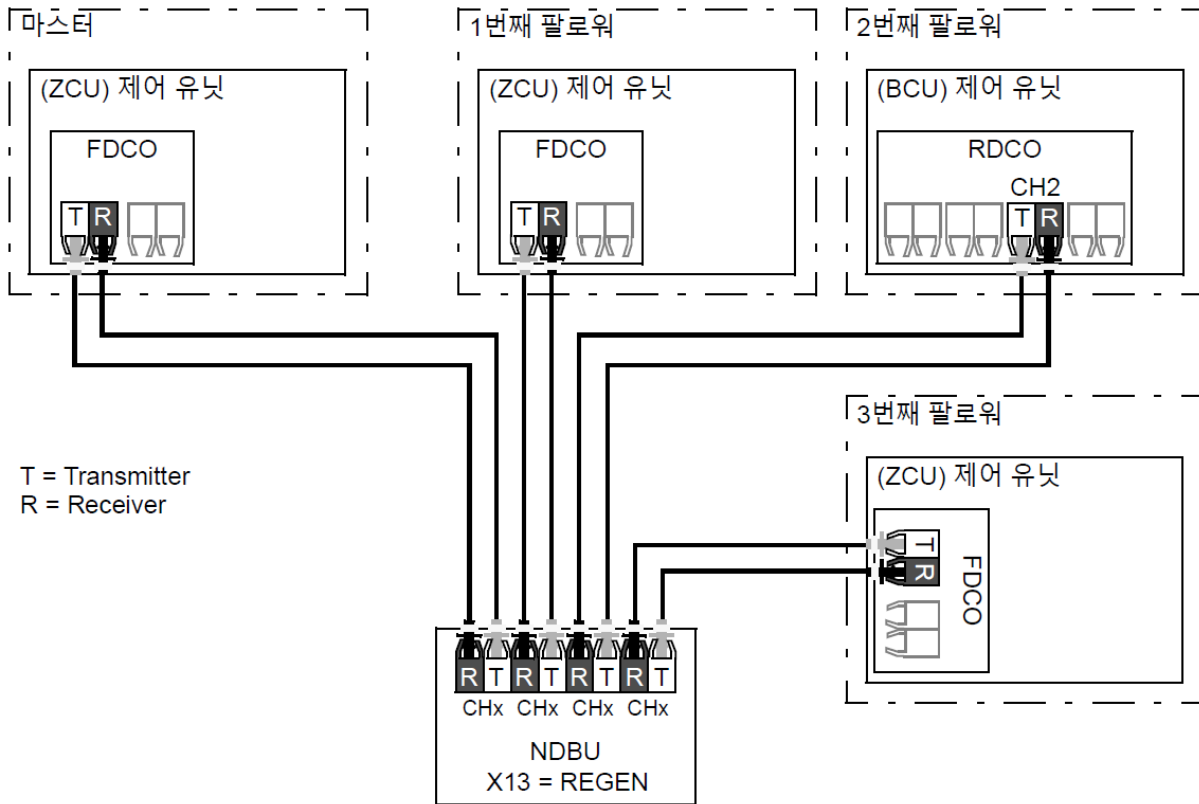 마스터
(ZCU) 제어 유닛
FDCO
T R
1번째 팔로워
(ZCU) 제어 유닛
FDCO
T R
2번째 팔로워
(BCU) 제어 유닛
RDCO
CH2
T R
T = Transmitter
R = Receiver
3번째 팔로워
(ZCU) 제어 유닛
T
R
FDCO
R T R T R T R T
CHx CHx CHx CHx
NDBU
X13 = REGEN